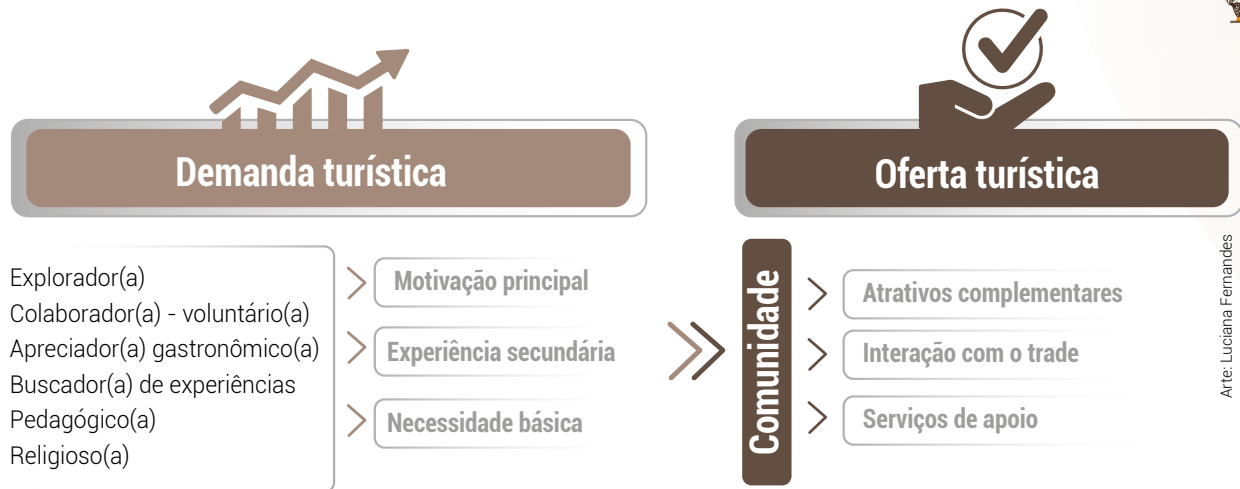 Demanda turística
Explorador(a)
Colaborador(a) - voluntário(a)
Apreciador(a) gastronômico(a)
Buscador(a) de experiências
Pedagógico(a)
Religioso(a)
Motivação principal
Experiência secundária
Necessidade básica
Oferta turística
Comunidade
Atrativos complementares
Interação com o trade
Serviços de apoio
Arte: Luciana Fernandes